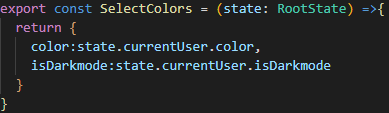 export const SelectColors = (state: RootState) =>{
  return {
    color:state.currentUser.color,
    isDarkmode:state.currentUser.isDarkmode
  }
}